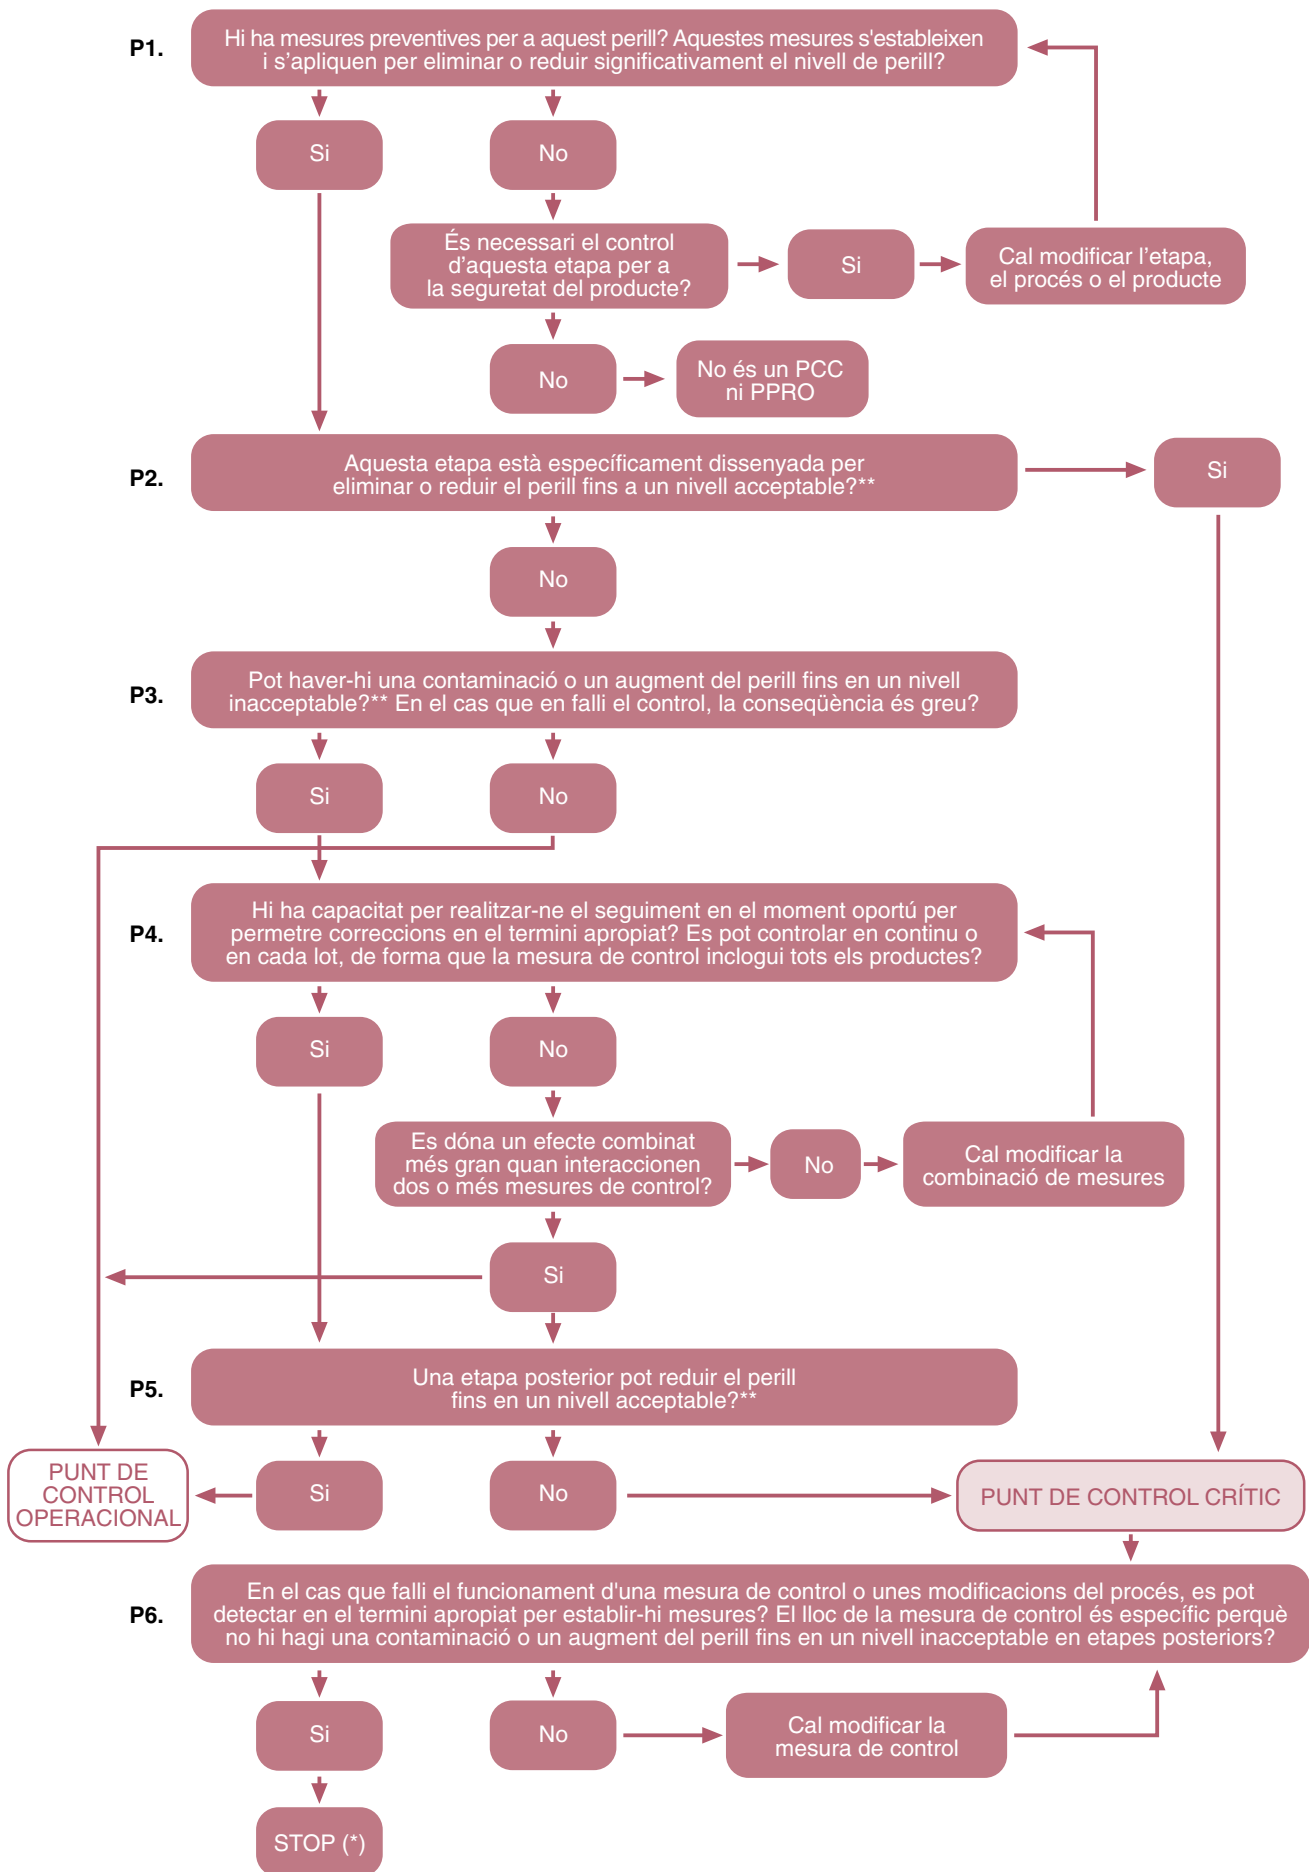 P1.
Hi ha mesures preventives per a aquest perill? Aquestes mesures s'estableixen
i s’apliquen per eliminar o reduir significativament el nivell de perill?
Si
No
És necessari el control
d’aquesta etapa per a
la seguretat del producte?
Si
Cal modificar l’etapa,
el procés o el producte
No
No és un PCC
ni PPRO
P2.
Aquesta etapa està específicament dissenyada per
eliminar o reduir el perill fins a un nivell acceptable?**
Si
No
P3.
Pot haver-hi una contaminació o un augment del perill fins en un nivell
inacceptable?** En el cas que en falli el control, la conseqüència és greu?
Si
No
P4.
Hi ha capacitat per realitzar-ne el seguiment en el moment oportú per
permetre correccions en el termini apropiat? Es pot controlar en continu o
en cada lot, de forma que la mesura de control inclogui tots els productes?
Si
No
Es dóna un efecte combinat
més gran quan interaccionen
dos o més mesures de control?
No
Cal modificar la
combinació de mesures
Si
P5.
Una etapa posterior pot reduir el perill
fins en un nivell acceptable?**
PUNT DE
CONTROL
OPERACIONAL
Si
No
PUNT DE CONTROL CRÍTIC
P6.
En el cas que falli el funcionament d'una mesura de control o unes modificacions del procés, es pot
detectar en el termini apropiat per establir-hi mesures? El lloc de la mesura de control és específic perquè
no hi hagi una contaminació o un augment del perill fins en un nivell inacceptable en etapes posteriors?
Si
No
Cal modificar la
mesura de control
STOP (*)